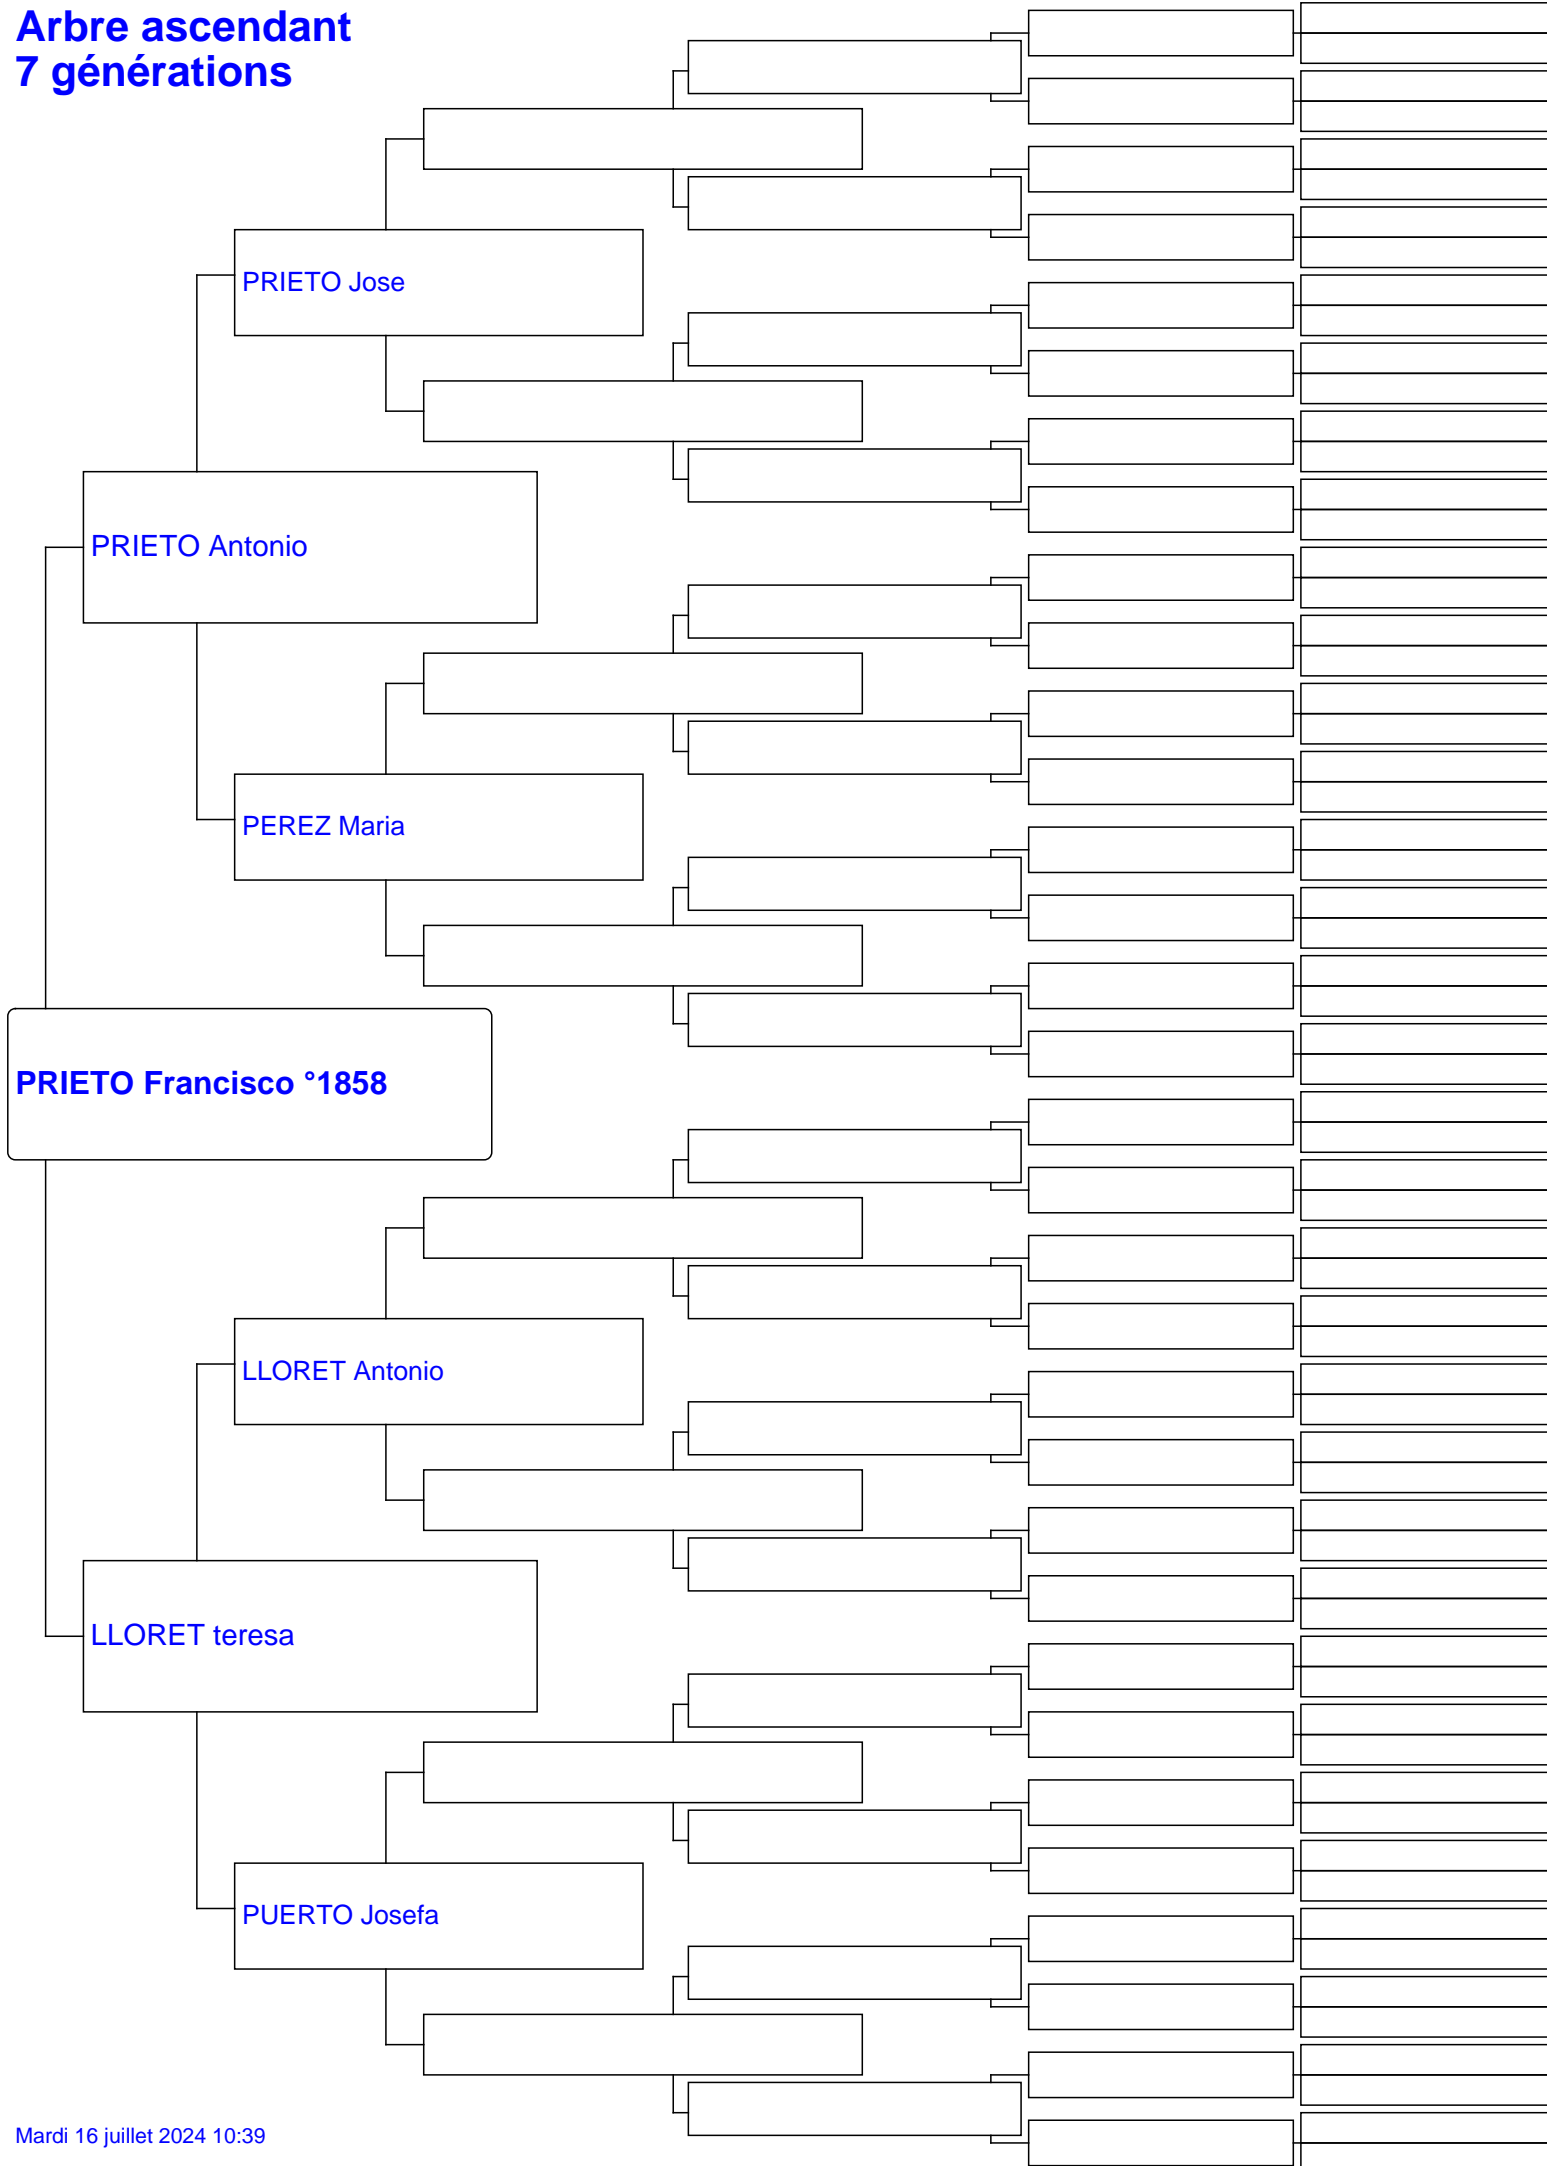 Arbre ascendant
7 générations
PRIETO Jose
PRIETO Antonio
PEREZ Maria
PRIETO Francisco °1858
LLORET Antonio
LLORET teresa
PUERTO Josefa
Mardi 16 juillet 2024 10:39